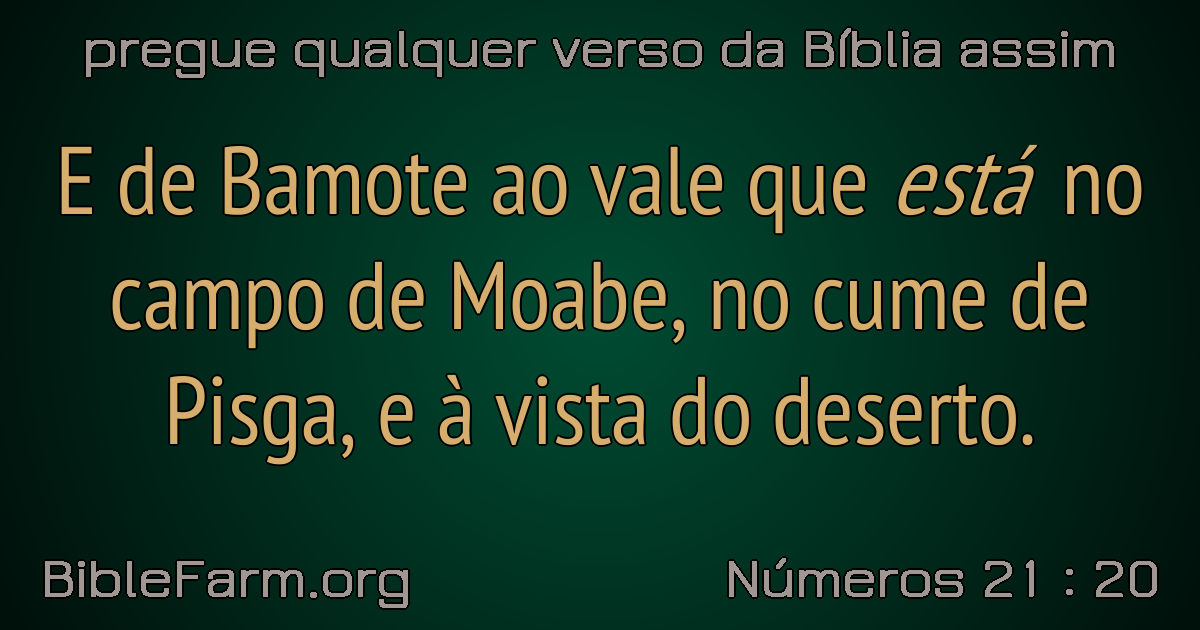 pregue qualquer verso da Bíblia assim
E de Bamote ao vale que está no
campo de Moabe, no cume de
Pisga, e à vista do deserto.
BibleFarm.org
Números 21 : 20